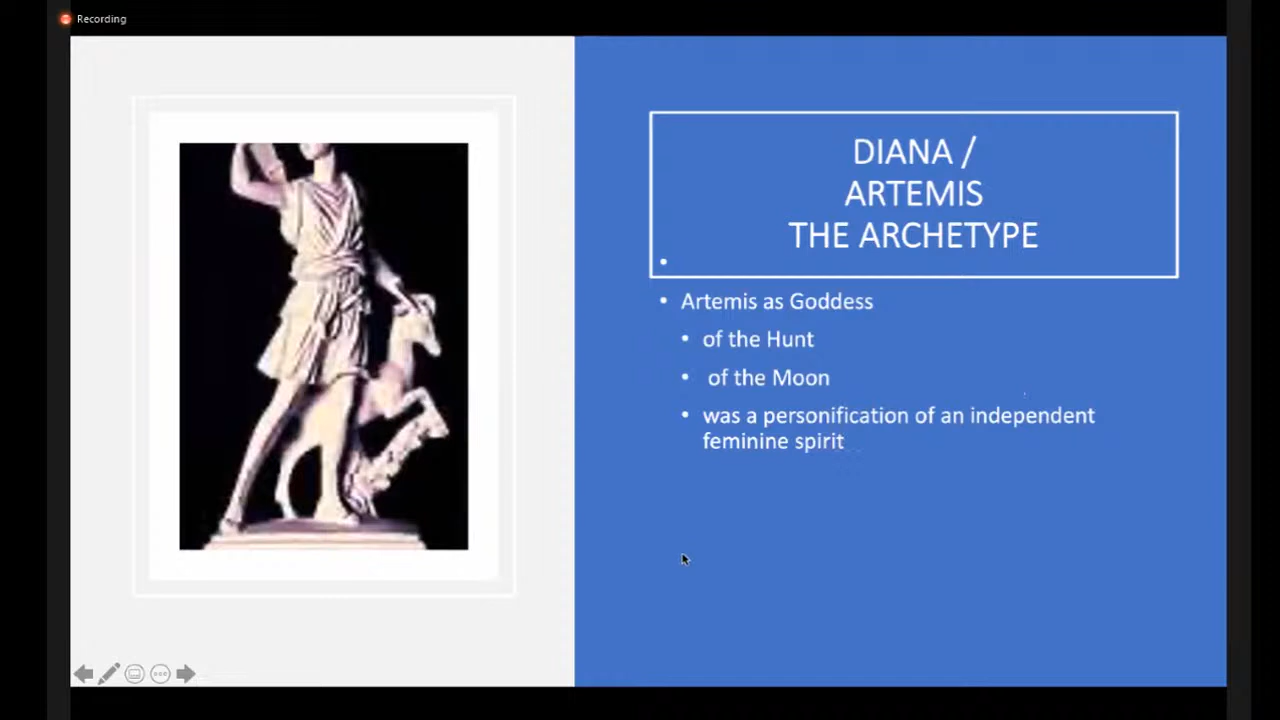 Recording
DIANA /
ARTEMIS
THE ARCHETYPE
•
• Artemis as Goddess
• of the Hunt
• of the Moon
• was a personification of an independent
feminine spirit